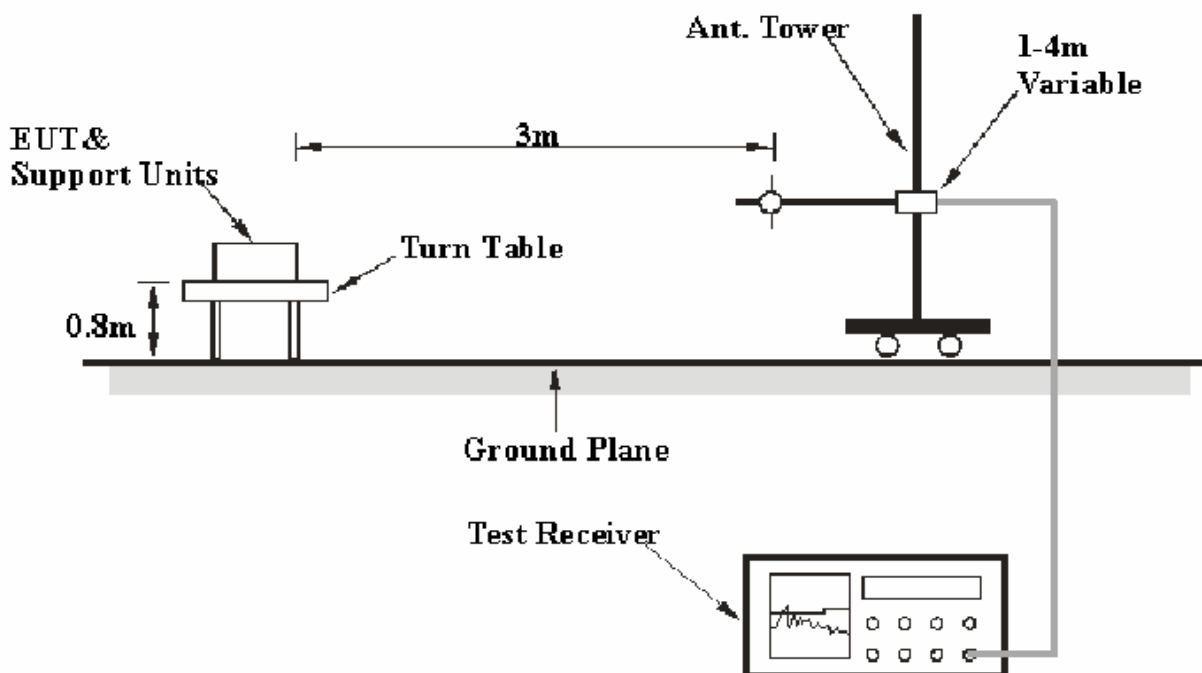 Ant. Tower
1-4m
Variable
EUT&
Support Units
3m
Turn Table
0.8m
Ground Plane
Test Receiver